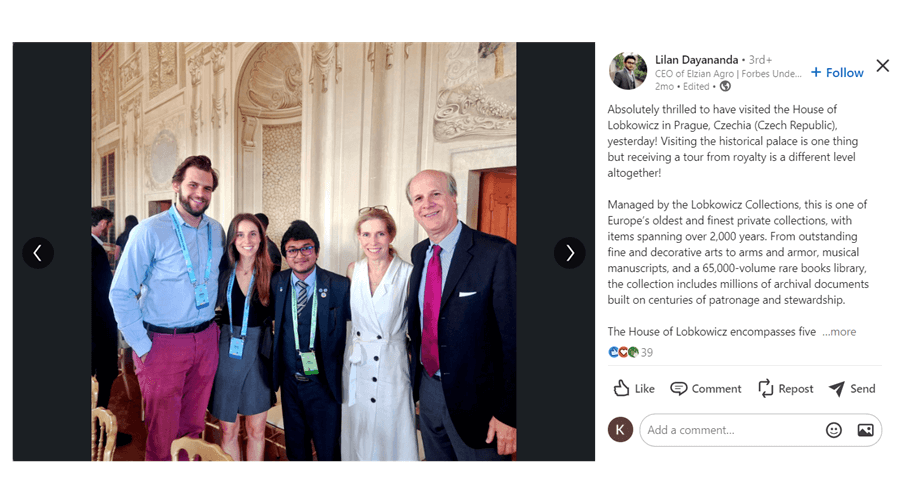 Lilan Dayananda • 3rd+
CEO of Elzian Agro | Forbes Unde...
2mo • Edited •
+ Follow
Absolutely thrilled to have visited the House of
Lobkowicz in Prague, Czechia (Czech Republic),
yesterday! Visiting the historical palace is one thing
but receiving a tour from royalty is a different level
altogether!
Managed by the Lobkowicz Collections, this is one of
Europe's oldest and finest private collections, with
items spanning over 2,000 years. From outstanding
fine and decorative arts to arms and armor, musical
manuscripts, and a 65,000-volume rare books library,
the collection includes millions of archival documents
built on centuries of patronage and stewardship.
The House of Lobkowicz encompasses five ...more
39
Like Comment Repost Send
K
Add a comment...